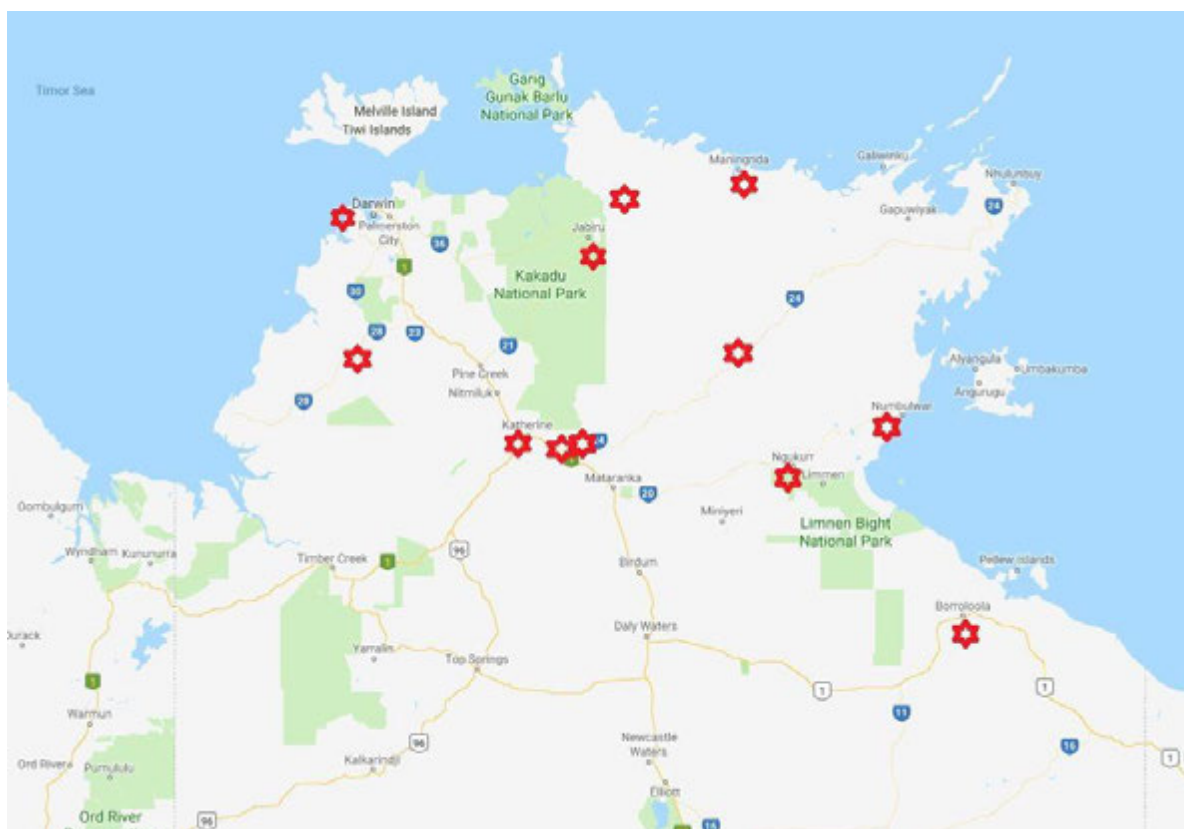 Timor Sea
Garig
Gunak Barlu
National Park
Melville Island
Tiwi Islands
Maningrida
Galiwinku
Nhulunbuy
Darwin
Palmerston
City
Gapuwiyak
24
36
Jabiru
1
Kakadu
National Park
30
24
28
23
21
Pine Creek
Nitmiluk
28
Alyangula
Umbakumba
Angurugu
Numbulwar
Katherine
1
Mataranka
Ngukurr
Limmen
20
Miniyeri
Limnen Bight
National Park
Oombulgurri
Wyndham
Kununurra
96
Timber Creek
1
Birdum
Pellew Islands
Borroloola
Daly Waters
Yarralin
Top Springs
1
1
1
11
Warmun
96
16
Newcastle
Waters
1
Kalkarindji
Ord River
Purnululu
Elliott
Ord River
96
16